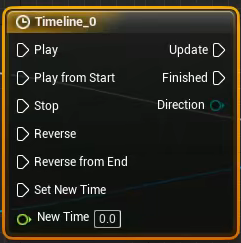 Timeline_0
Play Update
Play from Start Finished
Stop Direction
Reverse
Reverse from End
Set New Time
New Time 0.0